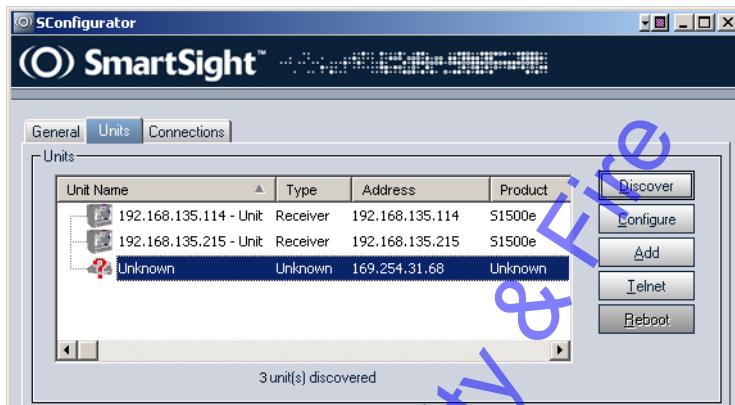 SConfigurator
(O) SmartSight™
General Units Connections
Units
Unit Name Type Address Product
192.168.135.114 - Unit Receiver 192.168.135.114 S1500e
192.168.135.215 - Unit Receiver 192.168.135.215 S1500e
Unknown Unknown 169.254.31.68 Unknown
Discover
Configure
Add
Telnet
Reboot
3 unit(s) discovered
& Fire